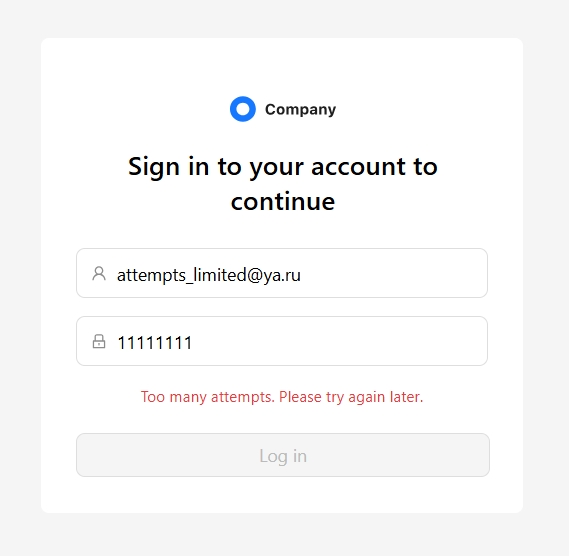 Company
Sign in to your account to
continue
attempts_limited@ya.ru
11111111
Too many attempts. Please try again later.
Log in